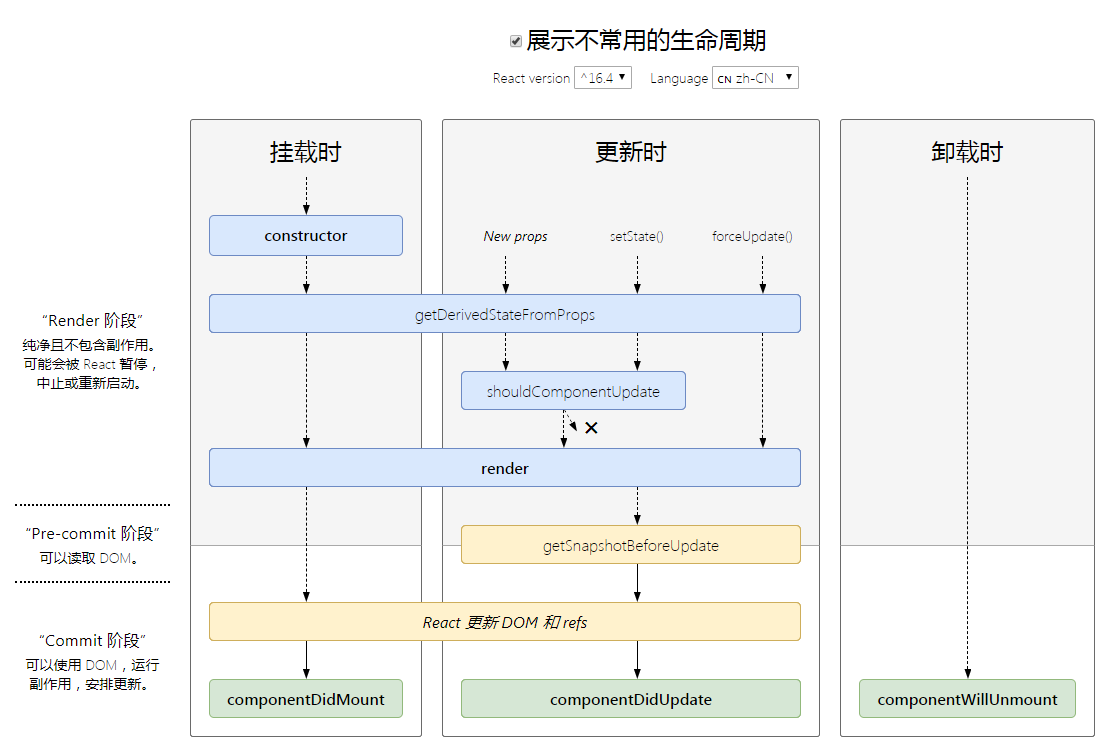 展示不常用的生命周期
React version ^16.4 Language CN zh-CN
挂载时
更新时
卸载时
constructor
New props
setState()
forceUpdate()
getDerivedStateFromProps
“Render 阶段”
纯净且不包含副作用。
可能会被 React 暂停，
中止或重新启动。
shouldComponentUpdate
render
“Pre-commit 阶段”
可以读取 DOM。
getSnapshotBeforeUpdate
React 更新 DOM 和 refs
“Commit 阶段”
可以使用 DOM，运行
副作用，安排更新。
componentDidMount
componentDidUpdate
componentWillUnmount